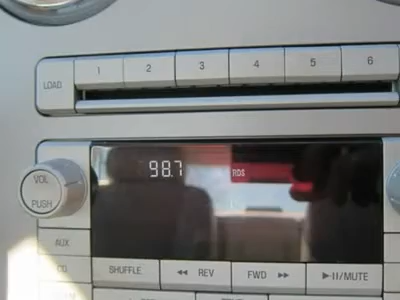 LOAD 1 2 3 4 5 6
98.7 RDS
VOL
PUSH
AUX
CD SHUFFLE ◄◄ REV FWD ►► ►II/MUTE